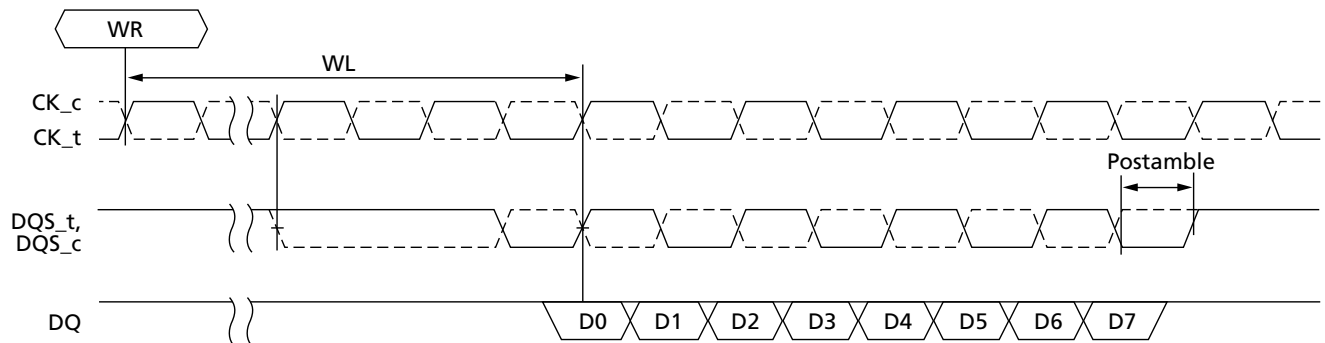 WR
WL
CK_c
CK_t
Postamble
DQS_t,
DQS_c
DQ
D0 D1 D2 D3 D4 D5 D6 D7